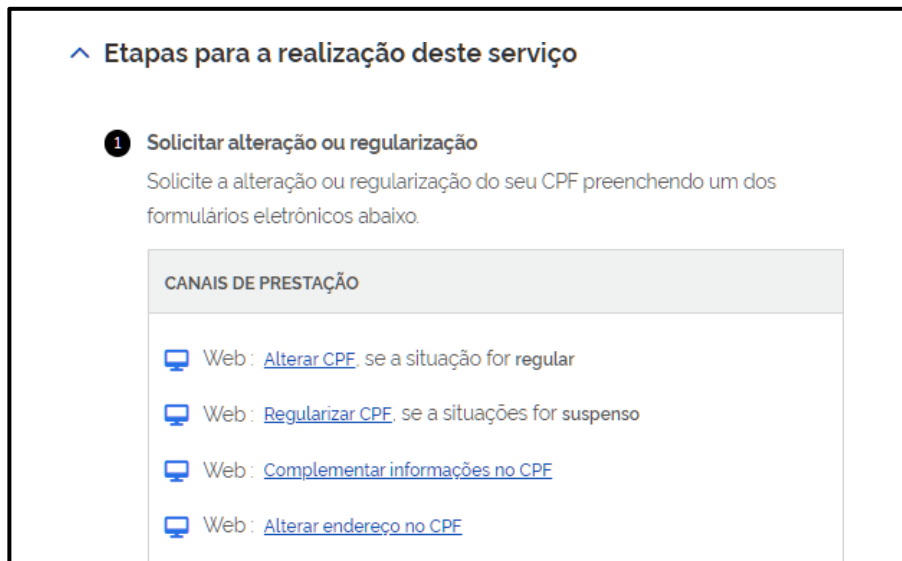 Etapas para a realização deste serviço
1 Solicitar alteração ou regularização
Solicite a alteração ou regularização do seu CPF preenchendo um dos
formulários eletrônicos abaixo.
CANAIS DE PRESTAÇÃO
Web : Alterar CPF, se a situação for regular
Web : Regularizar CPF, se a situações for suspenso
Web : Complementar informações no CPF
Web : Alterar endereço no CPF